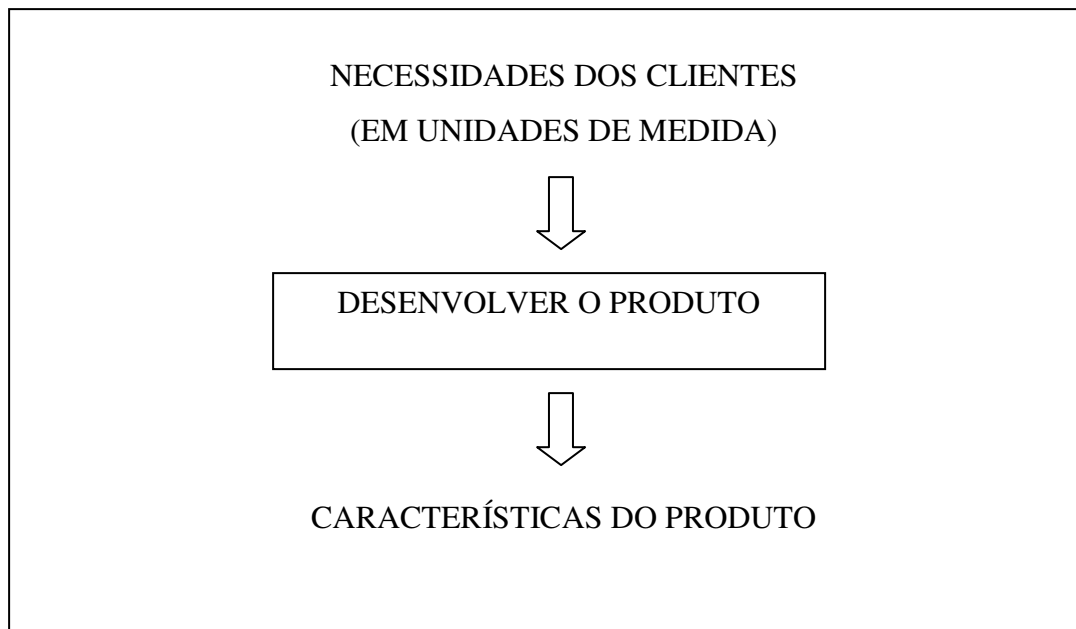 NECESSIDADES DOS CLIENTES
(EM UNIDADES DE MEDIDA)
DESENVOLVER O PRODUTO
CARACTERÍSTICAS DO PRODUTO